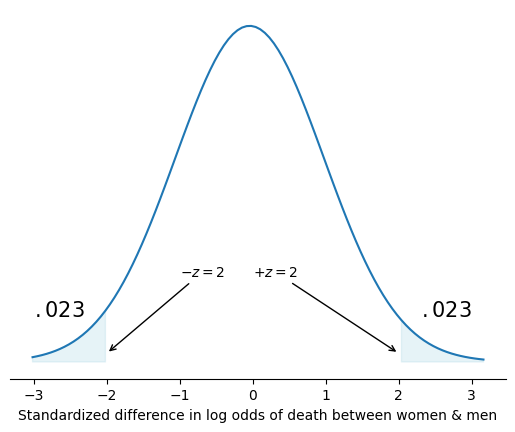 −z = 2
+z = 2
.023
.023
−3 −2 −1 0 1 2 3
Standardized difference in log odds of death between women & men